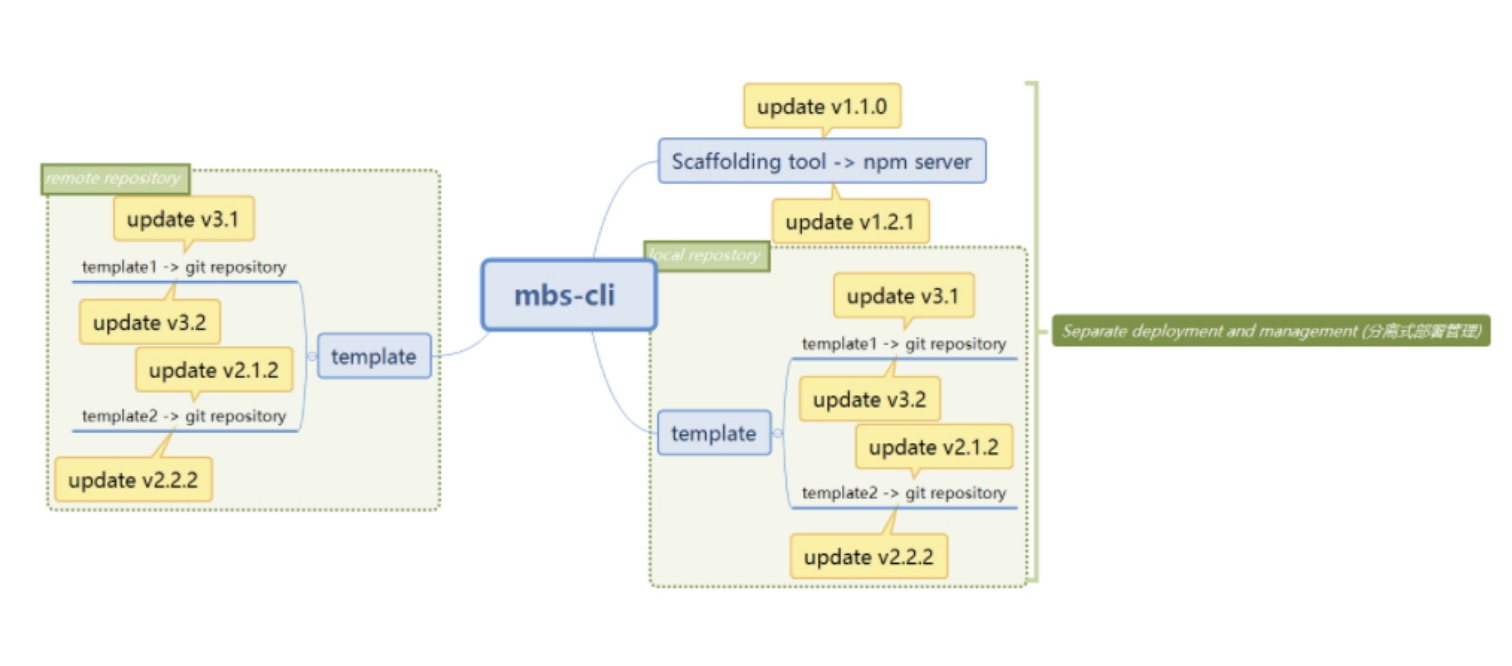 remote repository
update v3.1
template1 -> git repository
update v3.2
update v2.1.2
template2 -> git repository
update v2.2.2
template
mbs-cli
update v1.1.0
Scaffolding tool -> npm server
update v1.2.1
local repostory
update v3.1
template1 -> git repository
update v3.2
update v2.1.2
template2 -> git repository
update v2.2.2
template
Separate deployment and management (分离式部署管理)